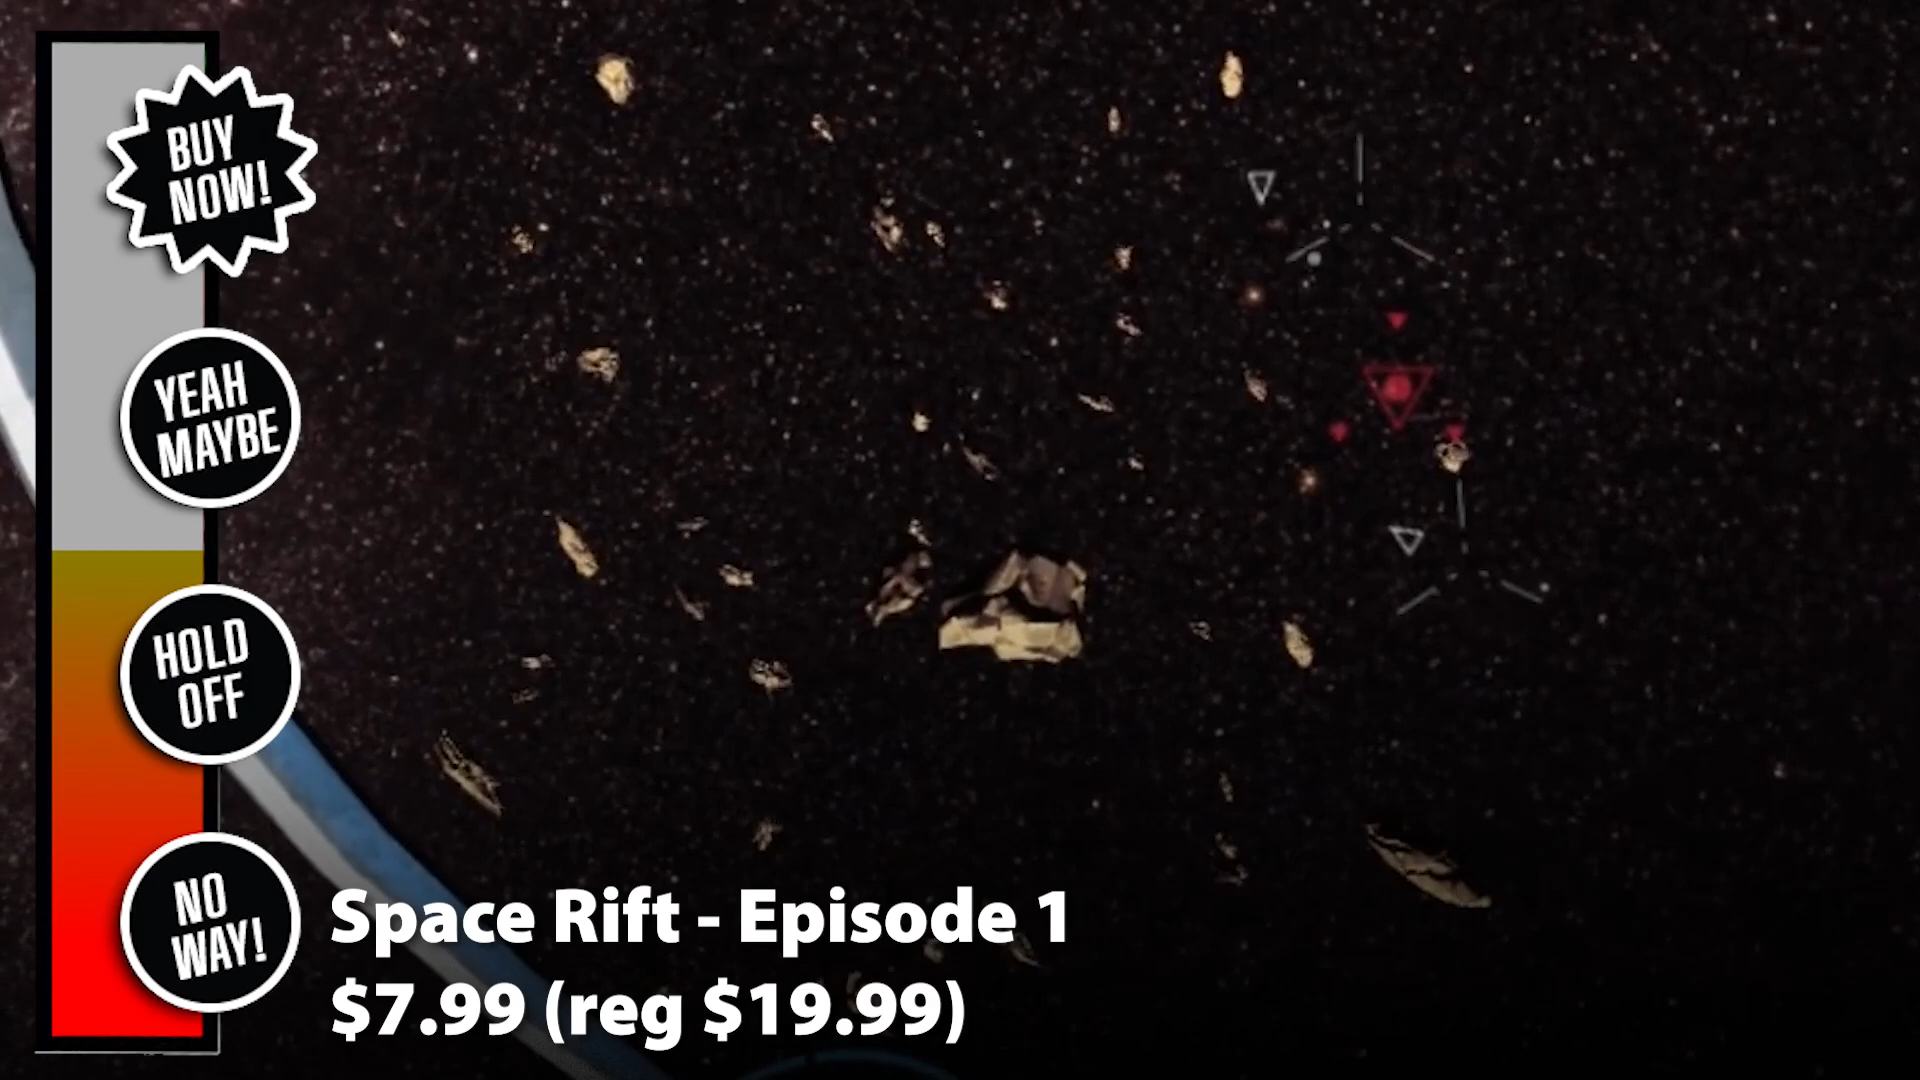 BUY
NOW!
YEAH
MAYBE
HOLD
OFF
NO
WAY!
Space Rift - Episode 1
$7.99 (reg $19.99)